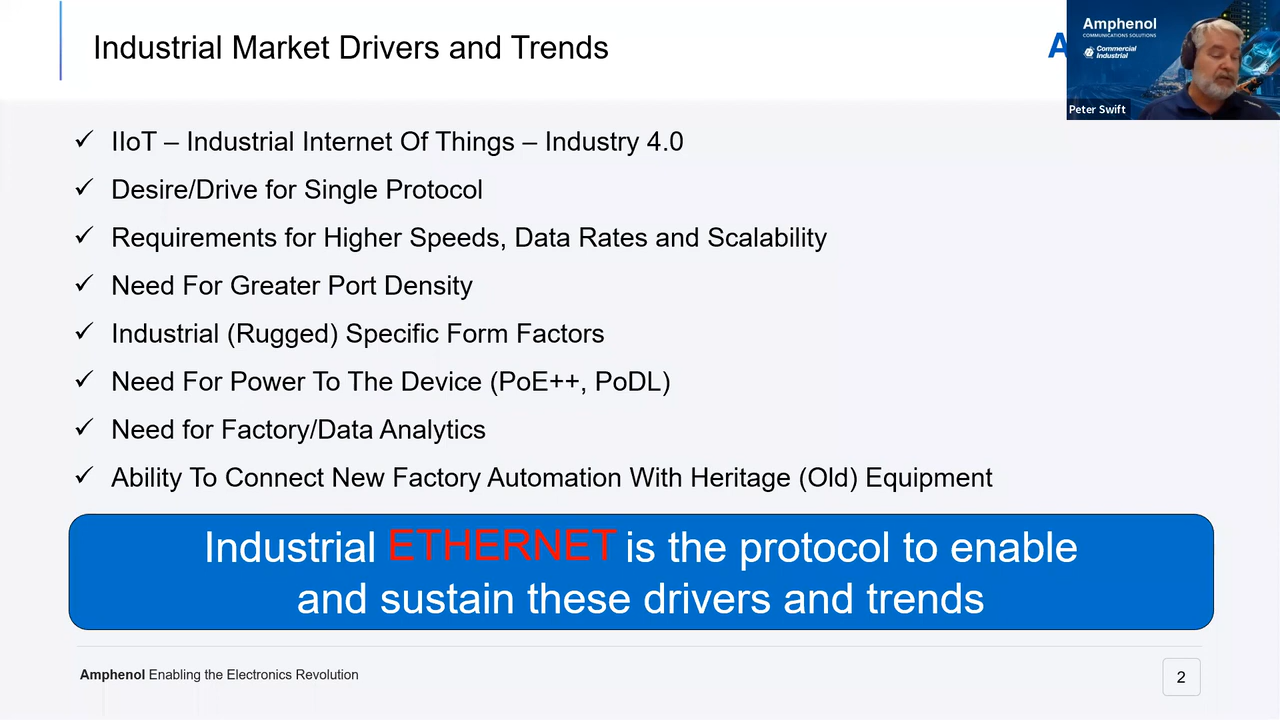 Industrial Market Drivers and Trends
A
Amphenol
COMMUNICATIONS SOLUTIONS
Commercial
Industrial
Peter Swift
✓ IIoT – Industrial Internet Of Things – Industry 4.0
✓ Desire/Drive for Single Protocol
✓ Requirements for Higher Speeds, Data Rates and Scalability
✓ Need For Greater Port Density
✓ Industrial (Rugged) Specific Form Factors
✓ Need For Power To The Device (PoE++, PoDL)
✓ Need for Factory/Data Analytics
✓ Ability To Connect New Factory Automation With Heritage (Old) Equipment
Industrial ETHERNET is the protocol to enable
and sustain these drivers and trends
Amphenol Enabling the Electronics Revolution
2